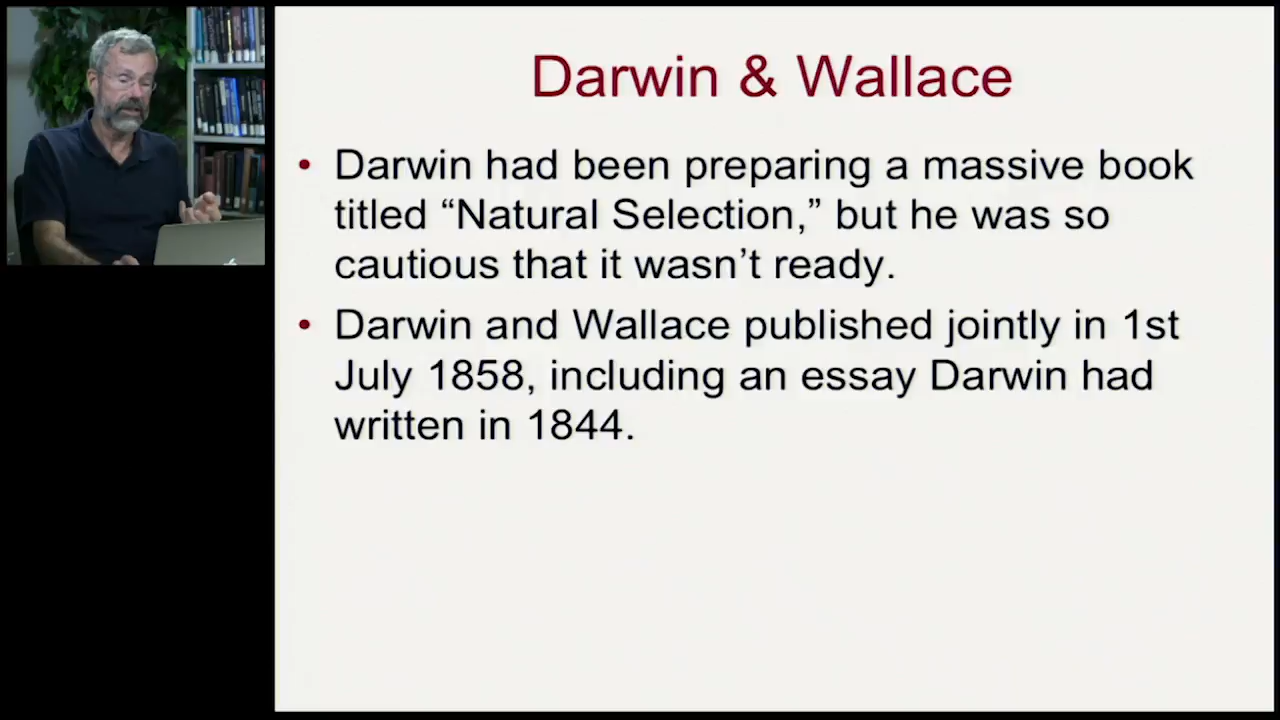 Darwin & Wallace
• Darwin had been preparing a massive book
titled “Natural Selection,” but he was so
cautious that it wasn’t ready.
• Darwin and Wallace published jointly in 1st
July 1858, including an essay Darwin had
written in 1844.